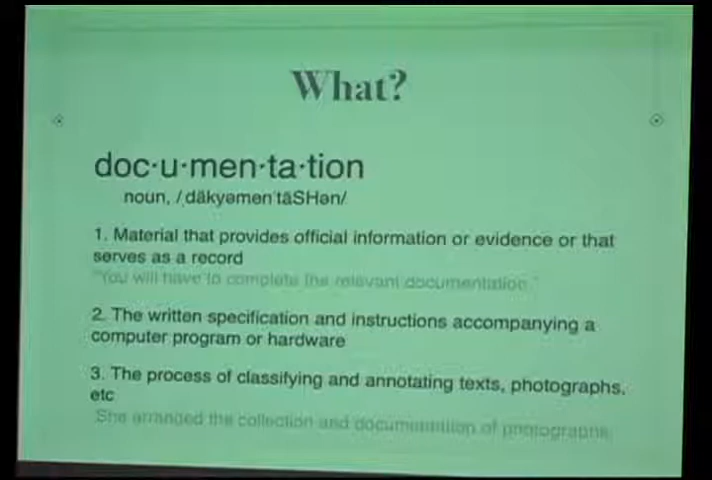 What?
doc·u·men·ta·tion
noun, /ˌdäkyəmenˈtāSHən/
1. Material that provides official information or evidence or that
serves as a record
"You will have to complete the relevant documentation."
2. The written specification and instructions accompanying a
computer program or hardware
3. The process of classifying and annotating texts, photographs,
etc
She arranged the collection and documentation of photographs